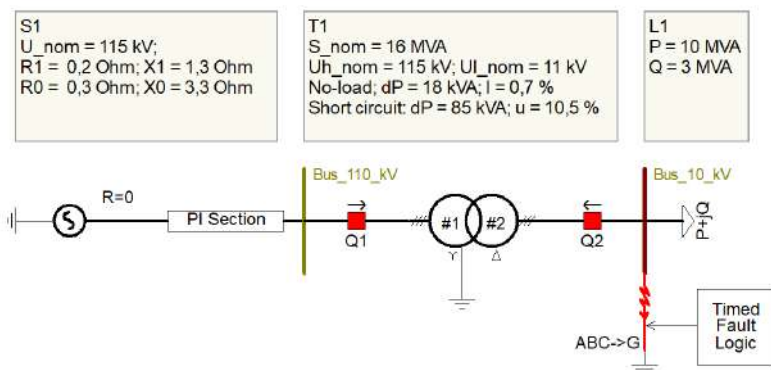 S1
U_nom = 115 kV;
R1 = 0,2 Ohm; X1 = 1,3 Ohm
R0 = 0,3 Ohm; X0 = 3,3 Ohm
T1
S_nom = 16 MVA
Uh_nom = 115 kV; Ul_nom = 11 kV
No-load; dP = 18 kVA; I = 0,7 %
Short circuit: dP = 85 kVA; u = 10,5 %
L1
P = 10 MVA
Q = 3 MVA
Bus_110_kV
Bus_10_kV
R=0
PI Section
#1
#2
P+jQ
Q1
Q2
Y
Δ
Timed
Fault
Logic
ABC->G